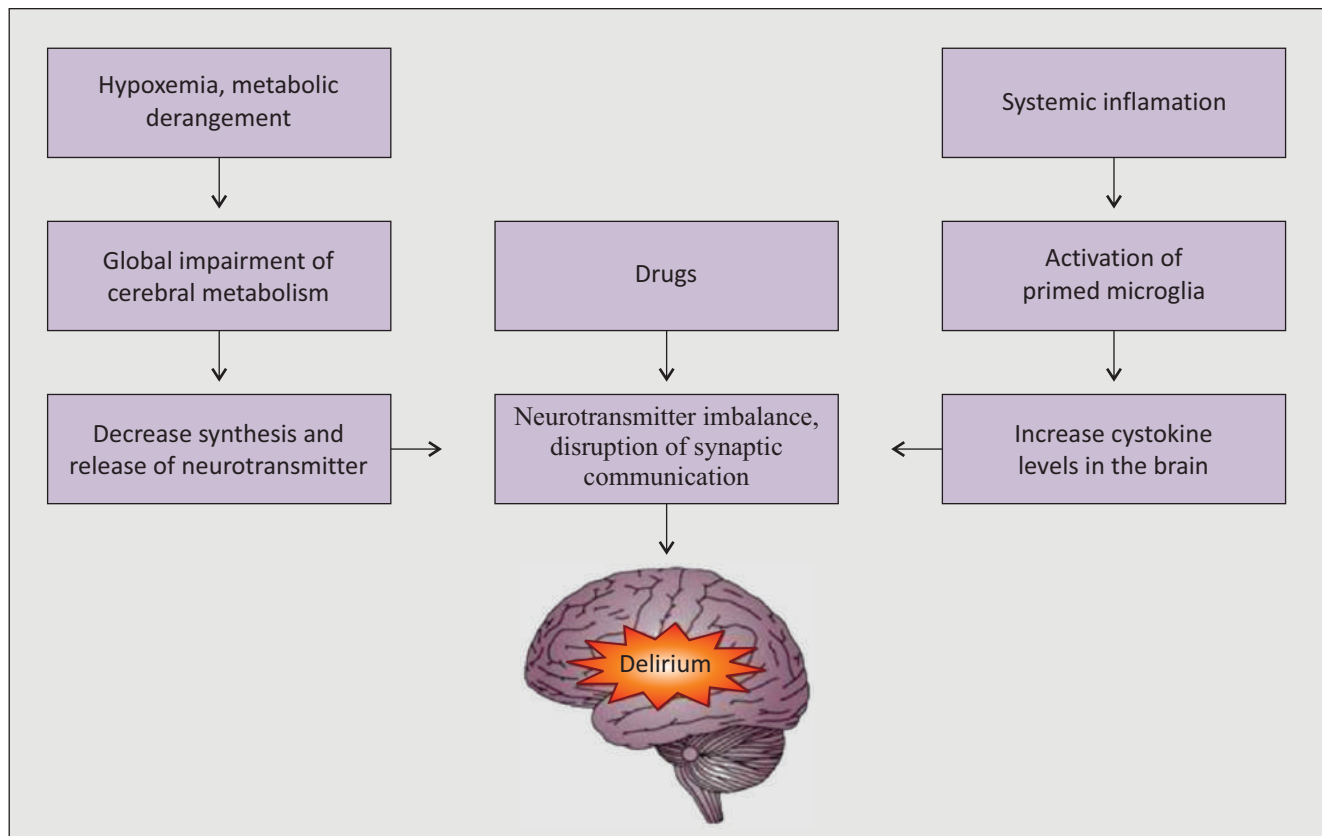 Hypoxemia, metabolic
derangement
Systemic inflamation
Global impairment of
cerebral metabolism
Drugs
Activation of
primed microglia
Decrease synthesis and
release of neurotransmitter
Neurotransmitter imbalance,
disruption of synaptic
communication
Increase cystokine
levels in the brain
Delirium